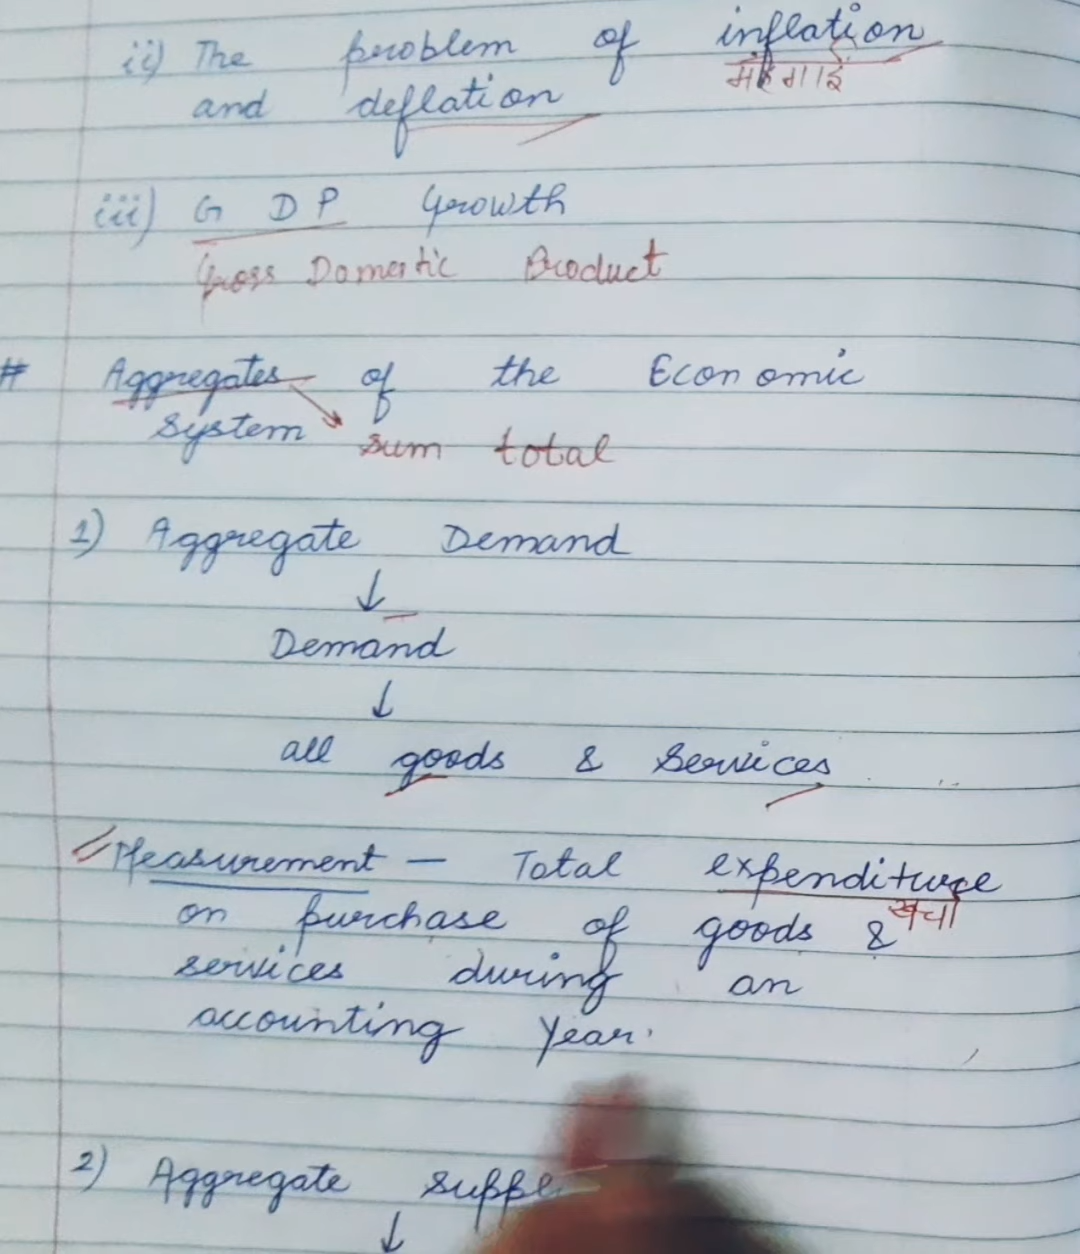 ii) The problem of inflation
महंगाई
and deflation
iii) G D P Growth
Gross Domestic Product
# Aggregates of the Economic
System
sum total
1) Aggregate Demand
↓
Demand
↓
all goods & Services
Measurement — Total expenditure
खर्चा
on purchase of goods &
services during an
accounting Year.
2) Aggregate
↓